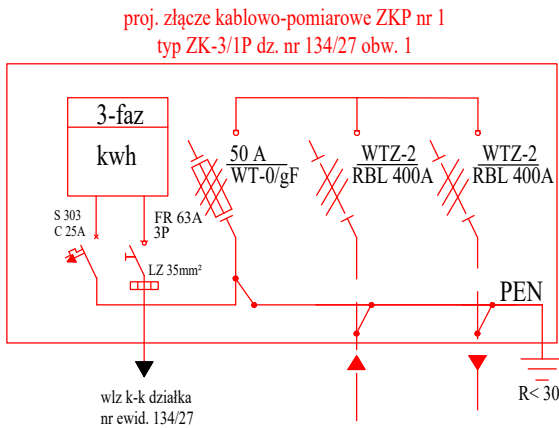 proj. złącze kablowo-pomiarowe ZKP nr 1
typ ZK-3/1P dz. nr 134/27 obw. 1
3-faz
kwh
50 A
WT-0/gF
WTZ-2
RBL 400A
WTZ-2
RBL 400A
S 303
C 25A
FR 63A
3P
LZ 35mm²
PEN
R< 30
wlz k-k działka
nr ewid. 134/27